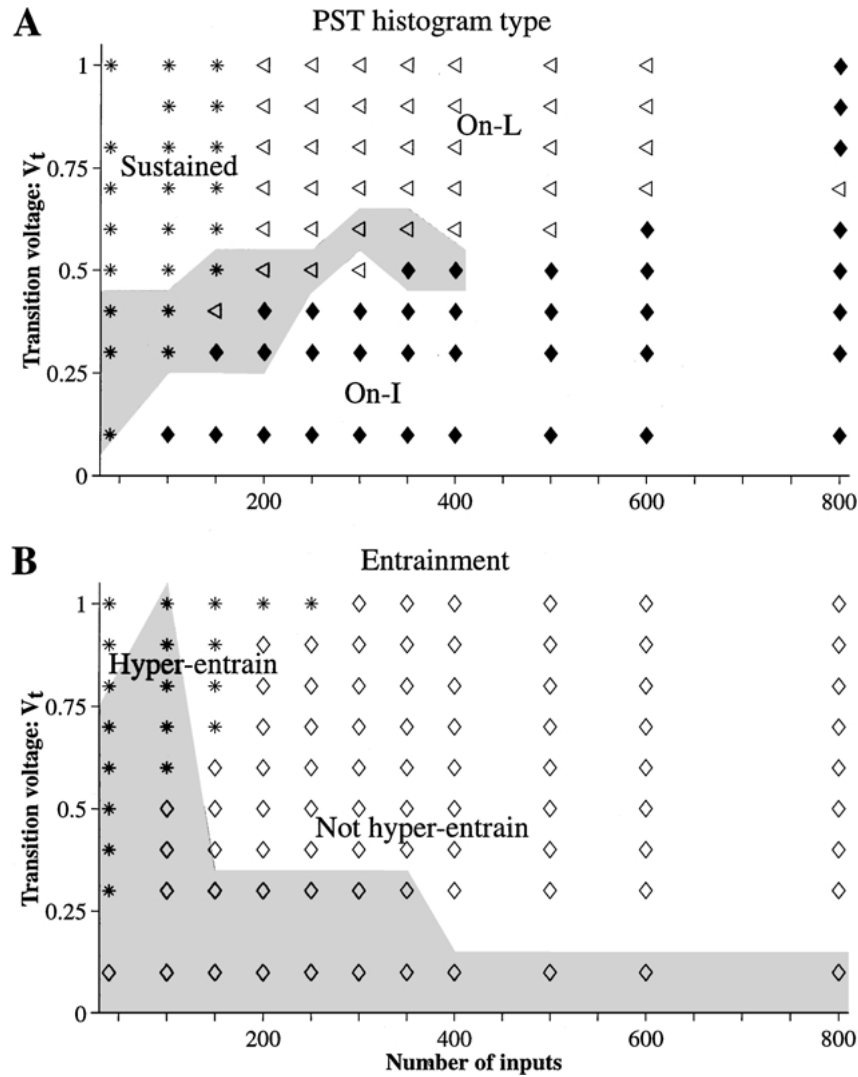 A
PST histogram type
Transition voltage: Vt
1
0.75
0.5
0.25
0
Sustained
On-L
On-I
200
400
600
800
B
Entrainment
Transition voltage: Vt
1
0.75
0.5
0.25
0
Hyper-entrain
Not hyper-entrain
200
400
600
800
Number of inputs